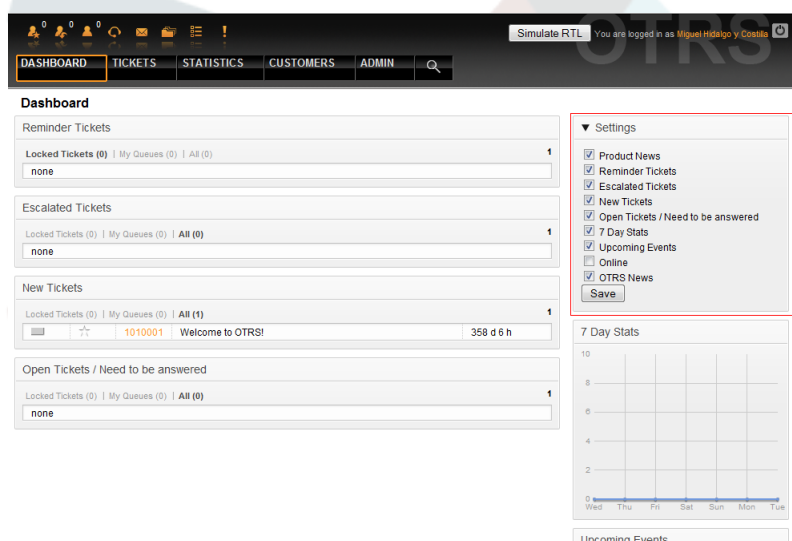 0 0 0
Simulate RTL You are logged in as Miguel Hidalgo y Costilla
OTRS
DASHBOARD TICKETS STATISTICS CUSTOMERS ADMIN
Dashboard
Reminder Tickets
Locked Tickets (0) | My Queues (0) | All (0) 1
none
Escalated Tickets
Locked Tickets (0) | My Queues (0) | All (0) 1
none
New Tickets
Locked Tickets (0) | My Queues (0) | All (1) 1
1010001 Welcome to OTRS! 358 d 6 h
Open Tickets / Need to be answered
Locked Tickets (0) | My Queues (0) | All (0) 1
none
Settings
Product News
Reminder Tickets
Escalated Tickets
New Tickets
Open Tickets / Need to be answered
7 Day Stats
Upcoming Events
Online
OTRS News
Save
7 Day Stats
10
8
6
4
2
0
Wed Thu Fri Sat Sun Mon Tue
Upcoming Events